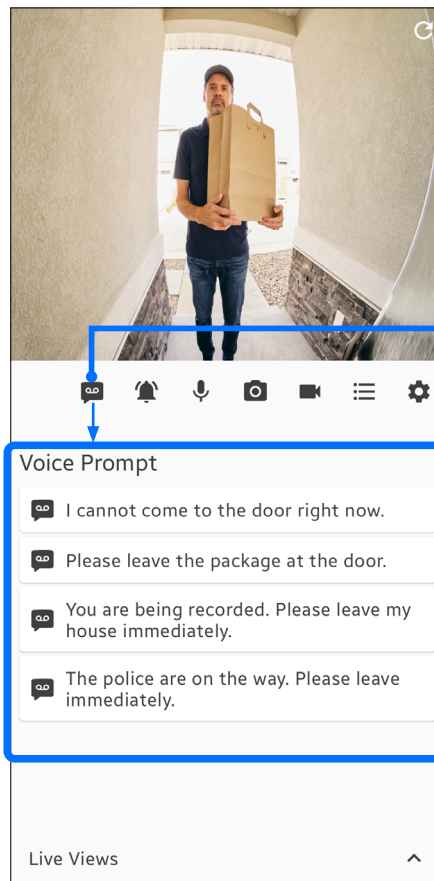 Voice Prompt
I cannot come to the door right now.
Please leave the package at the door.
You are being recorded. Please leave my
house immediately.
The police are on the way. Please leave
immediately.
Live Views